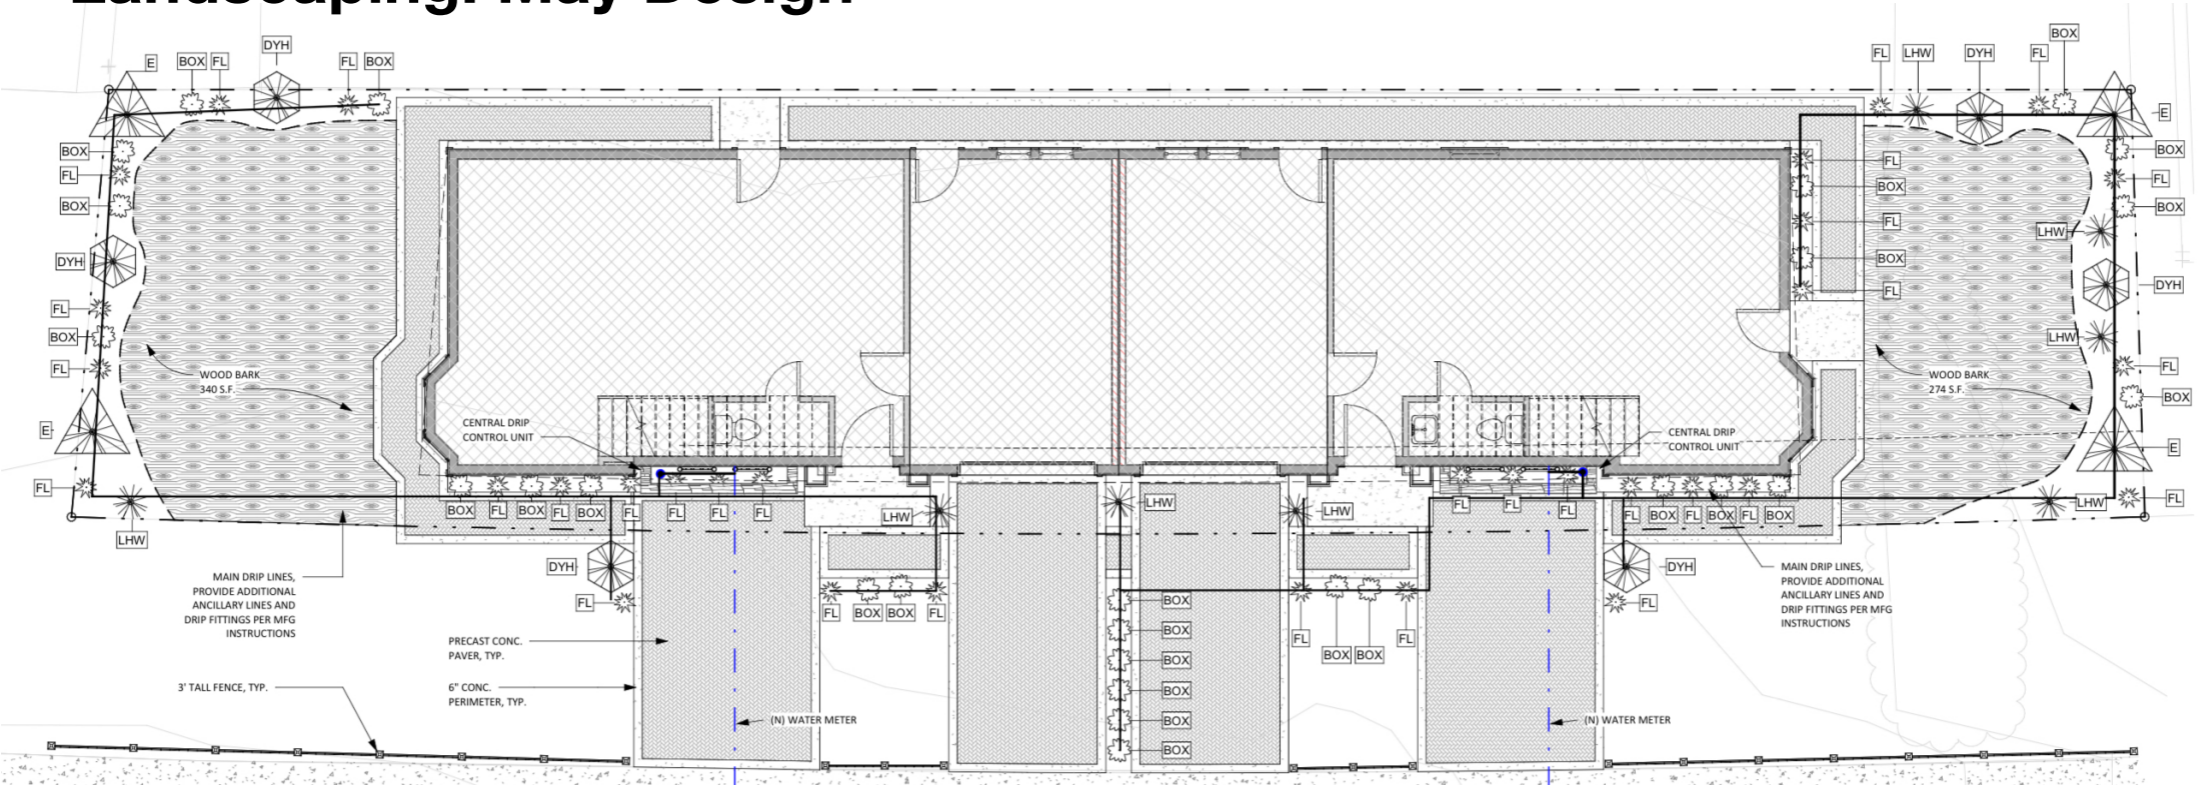 Landscaping: May Design
BOX
DYH
FL LHW DYH FL
E BOX FL FL BOX
E
BOX BOX
FL FL
FL BOX
BOX BOX
FL
LHW
DYH BOX
DYH
FL
FL
BOX LHW
FL FL
WOOD BARK
340 S.F.
WOOD BARK
274 S.F.
BOX
CENTRAL DRIP
CONTROL UNIT
CENTRAL DRIP
CONTROL UNIT
E
E
FL
BOX FL BOX FL BOX FL FL FL FL
LHW
LHW
LHW
FL FL FL
FL BOX FL BOX FL BOX
LHW
FL
LHW
DYH
FL
FL BOX BOX FL
BOX
BOX
BOX
BOX
BOX
BOX
FL BOX BOX FL
DYH
FL
MAIN DRIP LINES,
PROVIDE ADDITIONAL
ANCILLARY LINES AND
DRIP FITTINGS PER MFG
INSTRUCTIONS
MAIN DRIP LINES,
PROVIDE ADDITIONAL
ANCILLARY LINES AND
DRIP FITTINGS PER MFG
INSTRUCTIONS
PRECAST CONC.
PAVER, TYP.
3' TALL FENCE, TYP.
6" CONC.
PERIMETER, TYP.
(N) WATER METER
(N) WATER METER